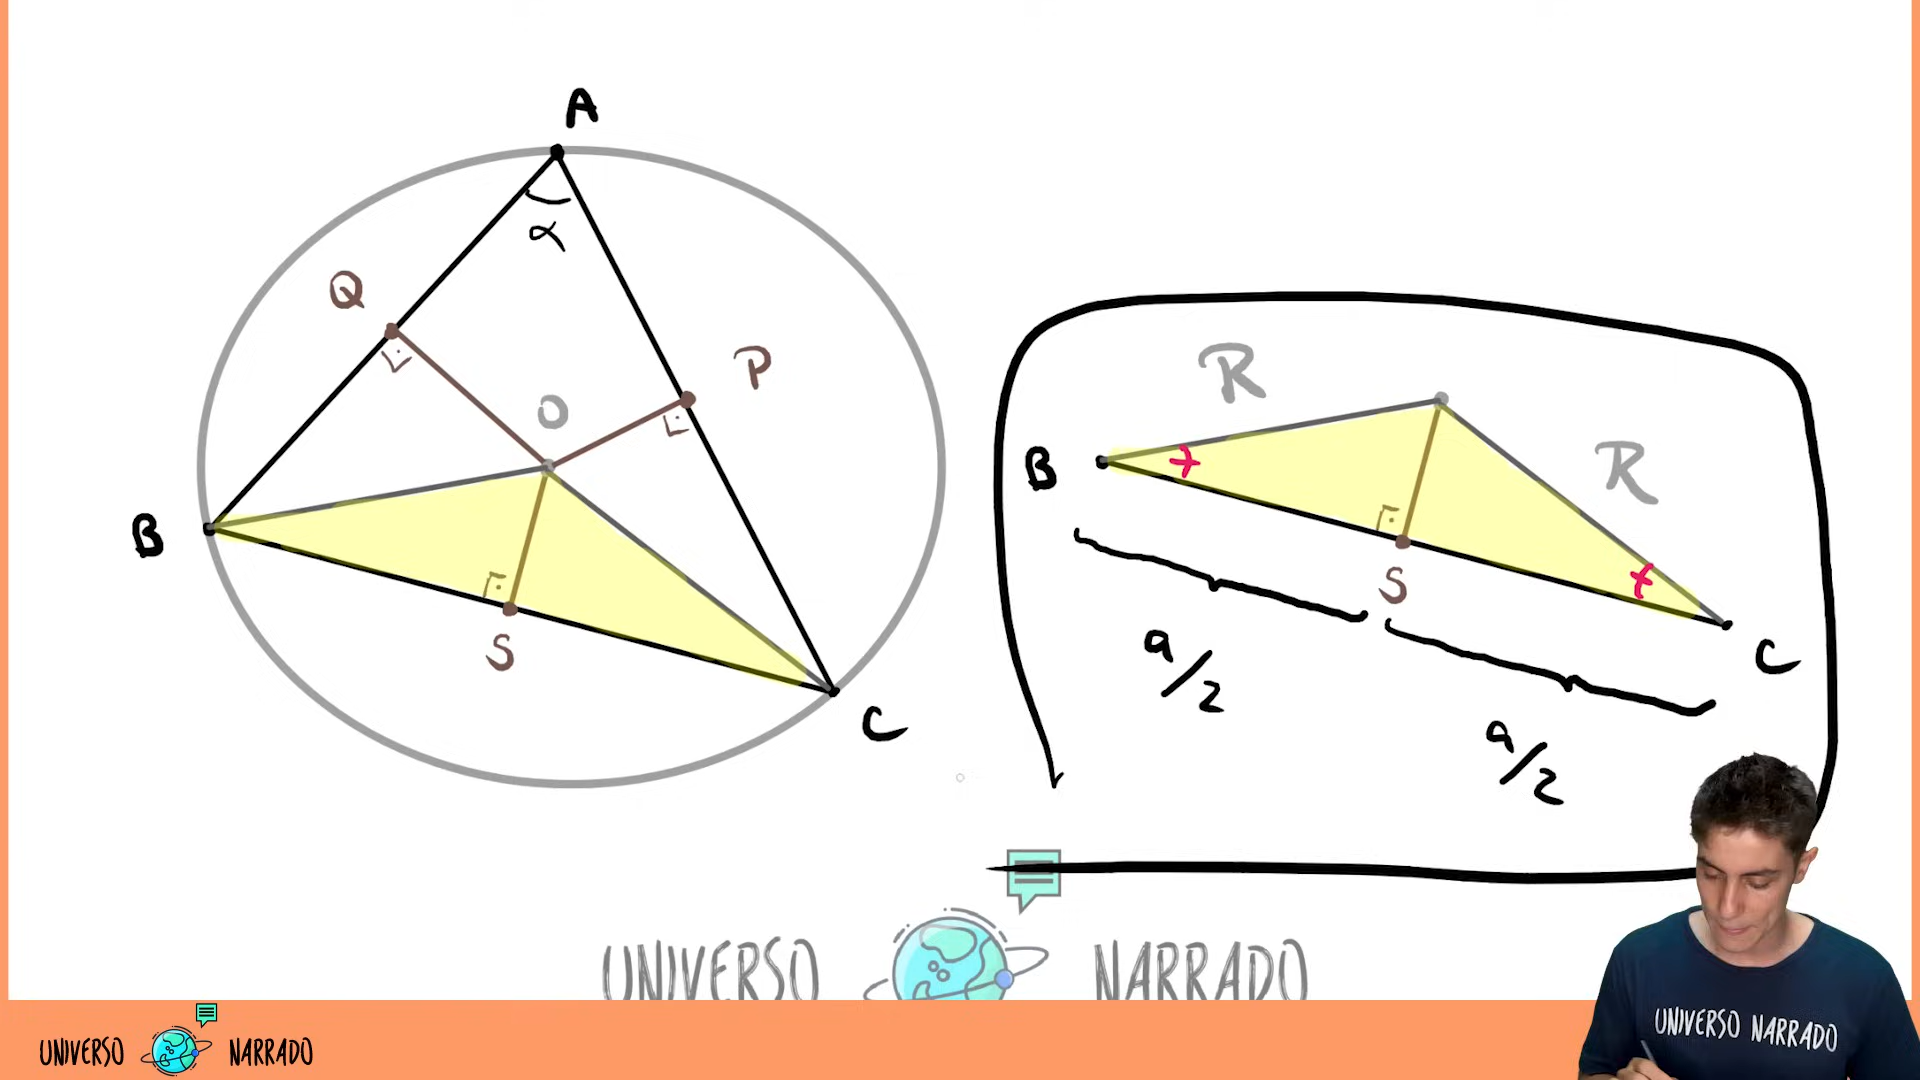 A
α
Q
P
O
B
S
C
R
R
B
S
C
a/2
a/2
UNIVERSO NARRADO
UNIVERSO NARRADO
UNIVERSO NARRADO